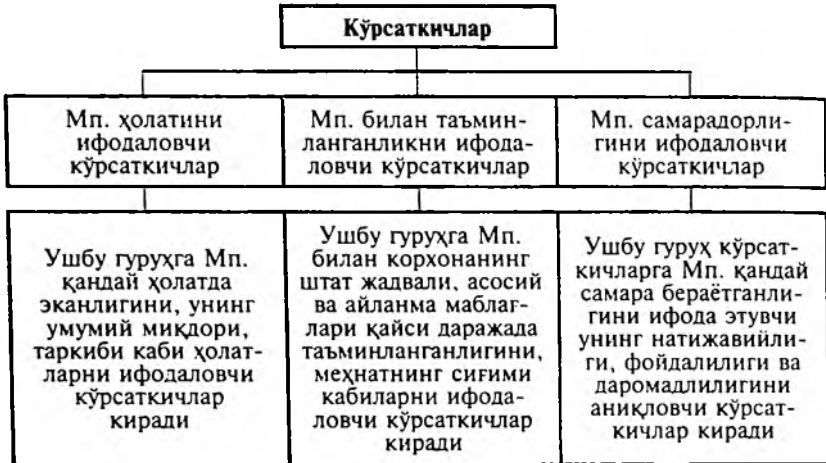 Кўрсаткичлар
Мп. ҳолатини
ифодаловчи
кўрсаткичлар
Мп. билан таъмин-
ланганликни ифода-
ловчи кўрсаткичлар
Мп. самарадорли-
гини ифодаловчи
кўрсаткичлар
Ушбу гуруҳга Мп.
қандай ҳолатда
эканлигини, унинг
умумий миқдори,
таркиби каби ҳолат-
ларни ифодаловчи
кўрсаткичлар
киради
Ушбу гуруҳга Мп.
билан корхонанинг
штат жадвали, асосий
ва айланма маблағ-
лари қайси даражада
таъминланганлигини,
меҳнатнинг сиғими
кабиларни ифода-
ловчи кўрсаткичлар
киради
Ушбу гуруҳ кўрсат-
кичларга Мп. қандай
самара бераётганли-
гини ифода этувчи
унинг натижавийли-
ги, фойдалилиги ва
даромадлилигини
аниқловчи кўрсат-
кичлар киради